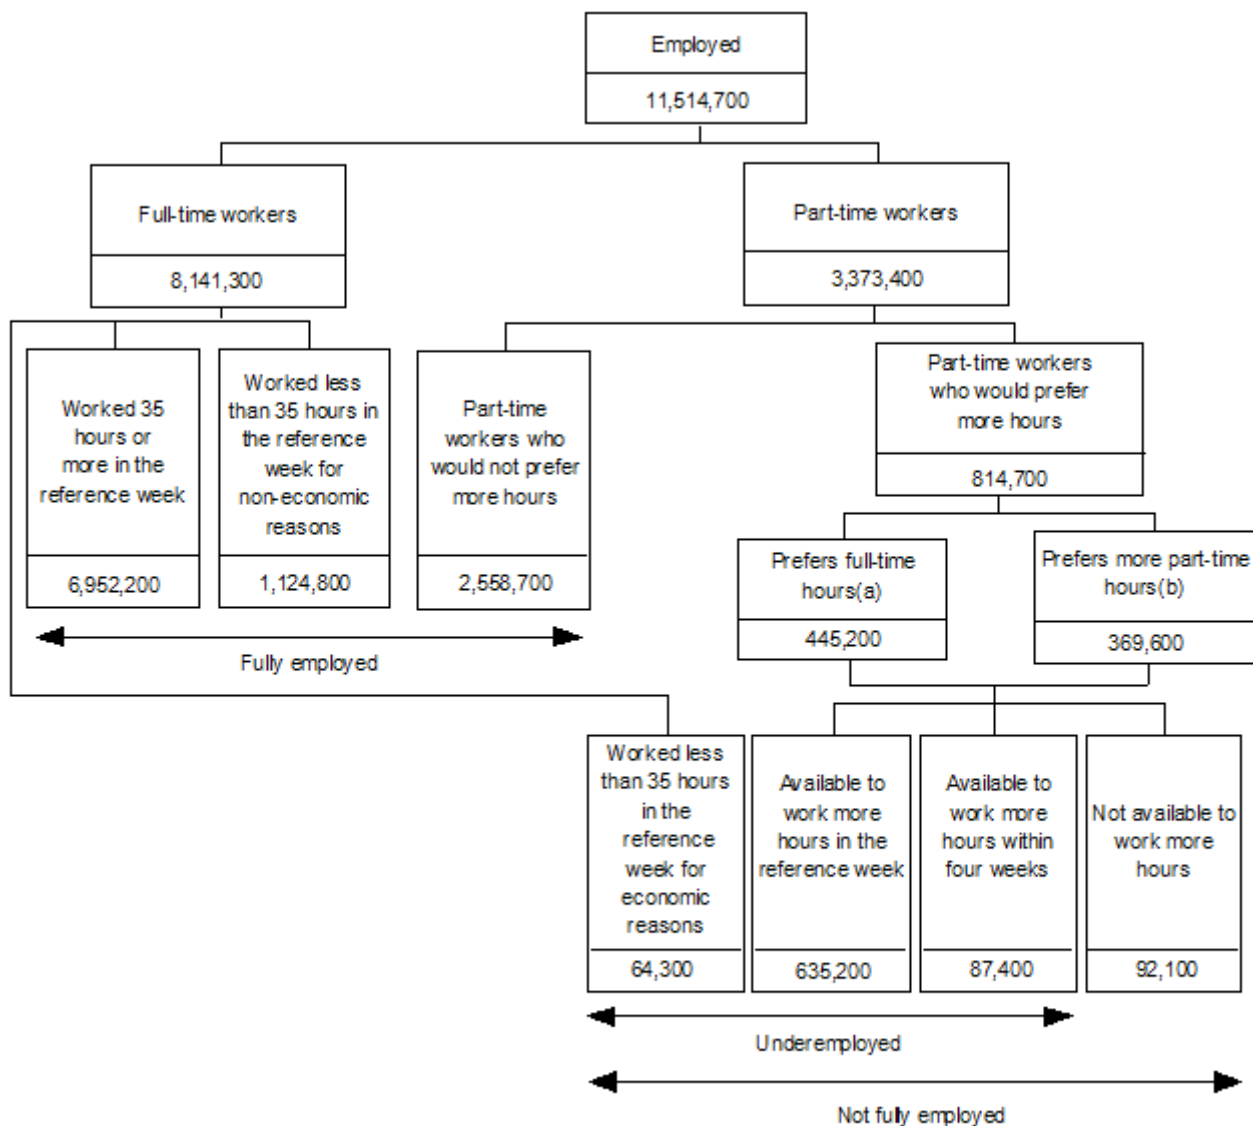 Employed
11,514,700
Full-time workers
8,141,300
Part-time workers
3,373,400
Worked 35
hours or
more in the
reference week
6,952,200
Worked less
than 35 hours in
the reference
week for
non-economic
reasons
1,124,800
Part-time
workers who
would not prefer
more hours
2,558,700
Part-time workers
who would prefer
more hours
814,700
Fully employed
Prefers full-time
hours(a)
445,200
Prefers more part-time
hours(b)
369,600
Worked less
than 35 hours
in the
reference
week for
economic
reasons
64,300
Available to
work more
hours in the
reference week
635,200
Available to
work more
hours within
four weeks
87,400
Not available to
work more
hours
92,100
Underemployed
Not fully employed